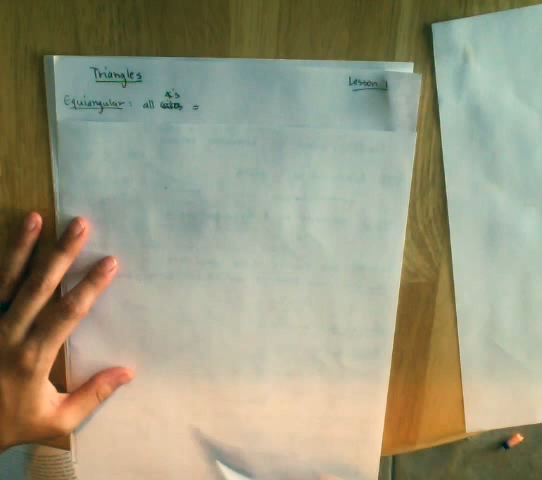 Triangles
Lesson 1
∡'s
Equiangular: all =